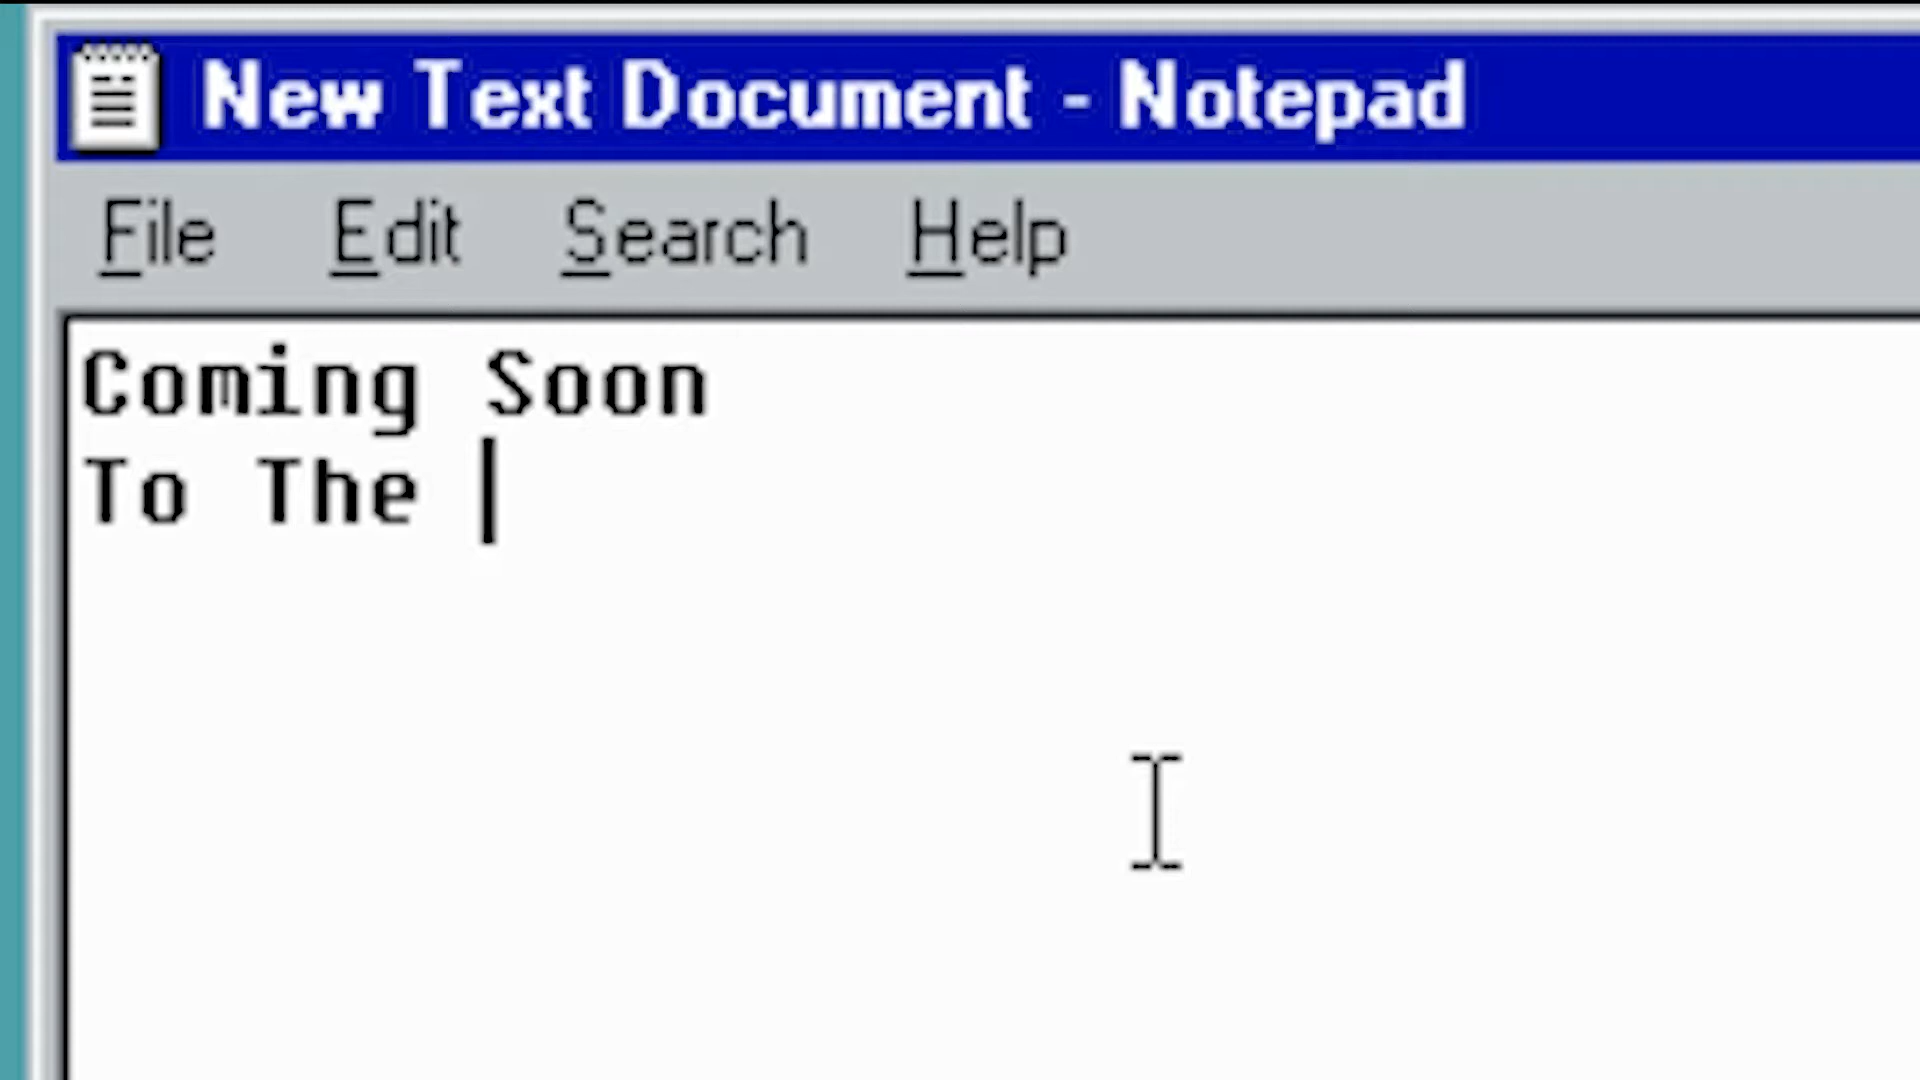 New Text Document - Notepad
File Edit Search Help
Coming Soon
To The